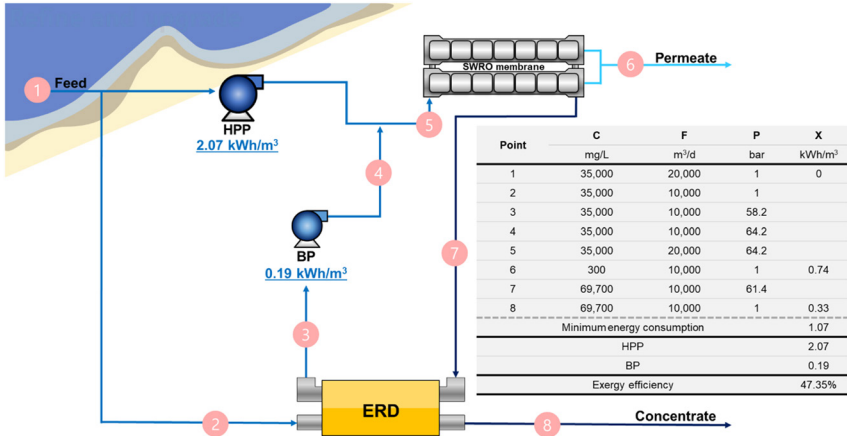 1 Feed
HPP
2.07 kWh/m³
SWRO membrane
6 Permeate
5
4
BP
0.19 kWh/m³
7
3
ERD
2
8 Concentrate
Point C F P X
mg/L m³/d bar kWh/m³
1 35,000 20,000 1 0
2 35,000 10,000 1
3 35,000 10,000 58.2
4 35,000 10,000 64.2
5 35,000 20,000 64.2
6 300 10,000 1 0.74
7 69,700 10,000 61.4
8 69,700 10,000 1 0.33
Minimum energy consumption 1.07
HPP 2.07
BP 0.19
Exergy efficiency 47.35%